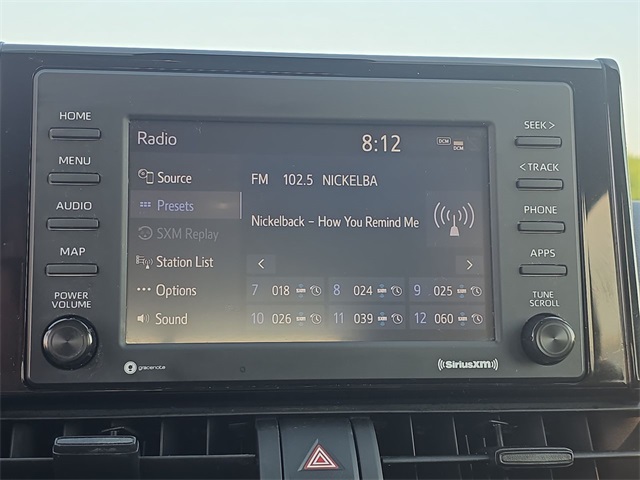 HOME
MENU
AUDIO
MAP
POWER
VOLUME
Radio
8:12
DCM
DCM
Source
Presets
SXM Replay
Station List
Options
Sound
FM 102.5 NICKELBA
Nickelback - How You Remind Me
< >
7 018 8 024 9 025
10 026 11 039 12 060
SEEK >
< TRACK
PHONE
APPS
TUNE
SCROLL
gracenote
SiriusXM